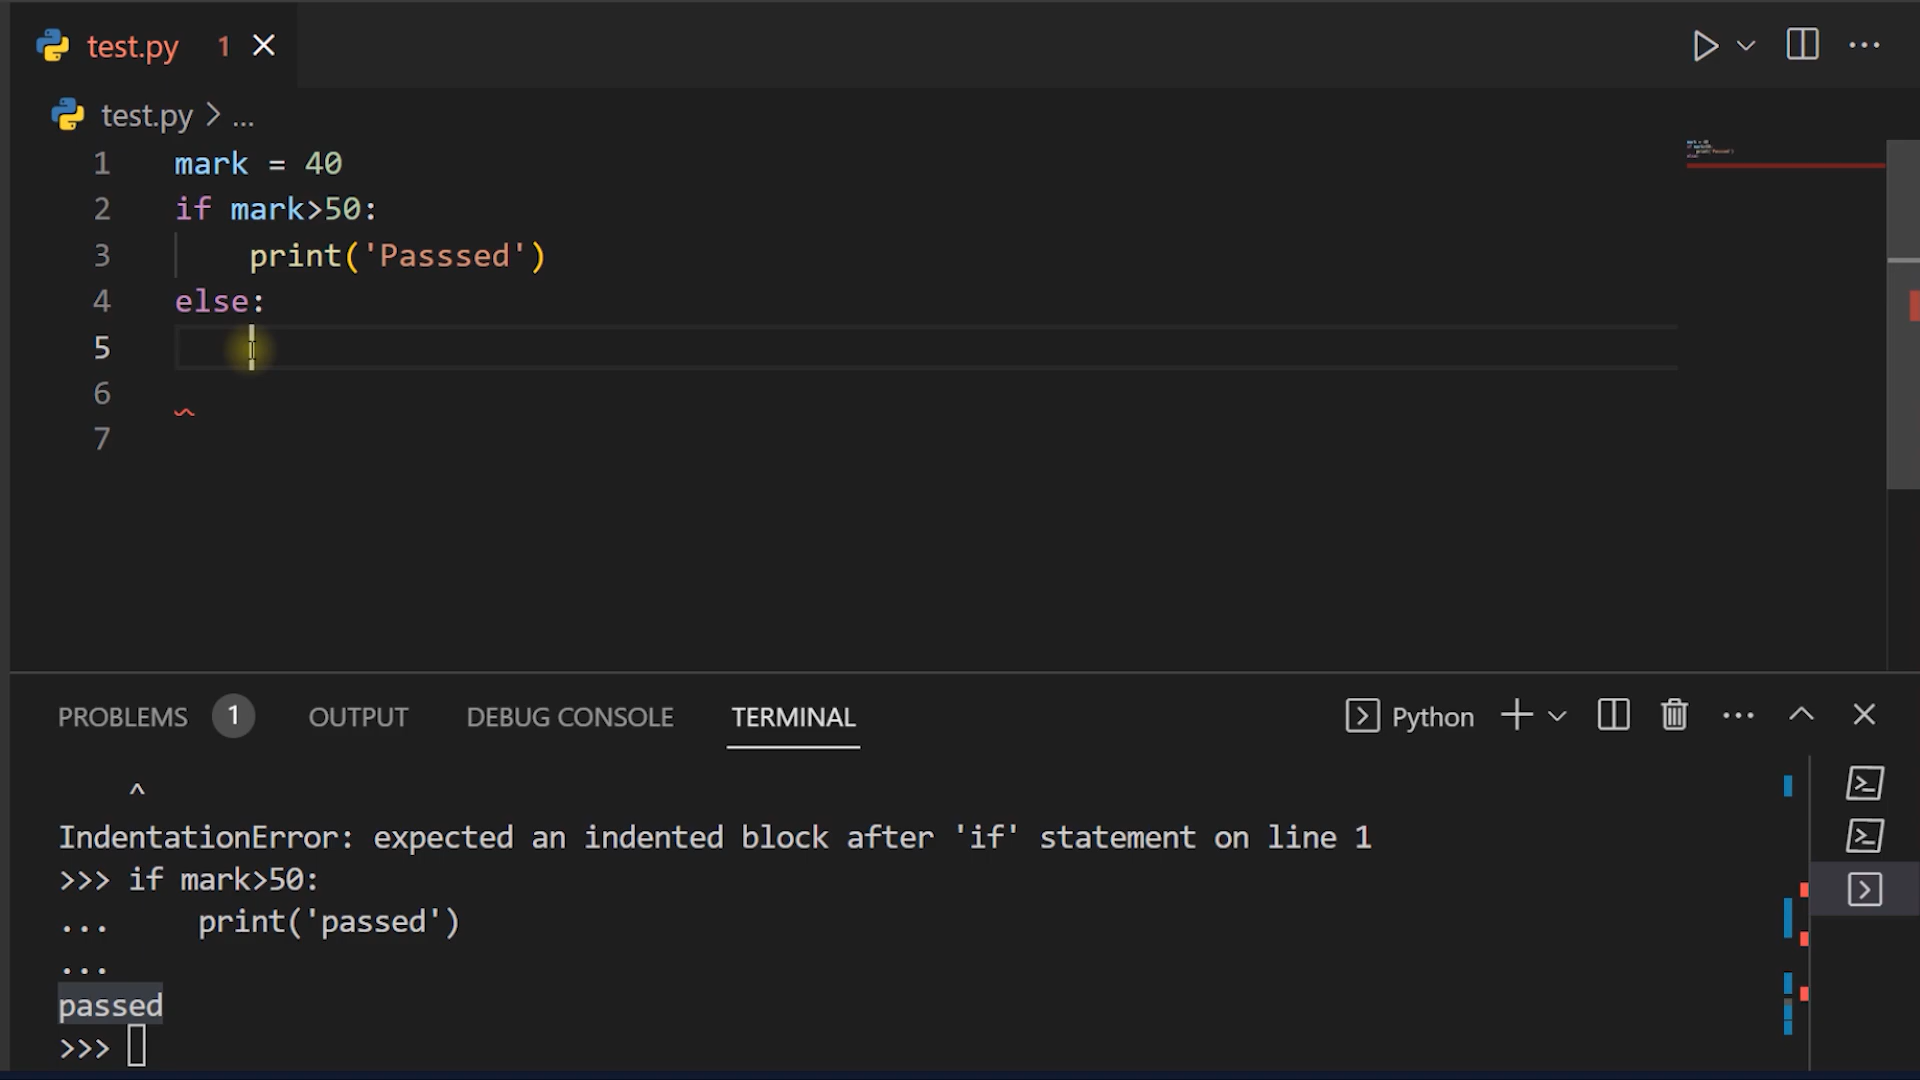 test.py 1
test.py > ...
1 mark = 40
2 if mark>50:
3     print('Passsed')
4 else:
5
6
7
PROBLEMS 1 OUTPUT DEBUG CONSOLE TERMINAL Python
    ^
IndentationError: expected an indented block after 'if' statement on line 1
>>> if mark>50:
...     print('passed')
...
passed
>>>